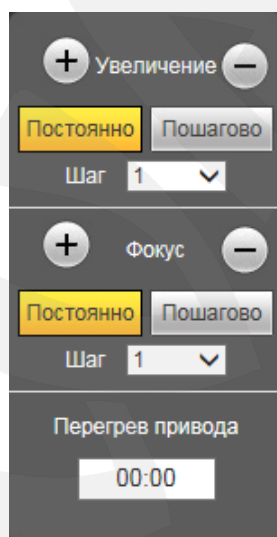 + Увеличение −
Постоянно Пошагово
Шаг 1
+ Фокус −
Постоянно Пошагово
Шаг 1
Перегрев привода
00:00